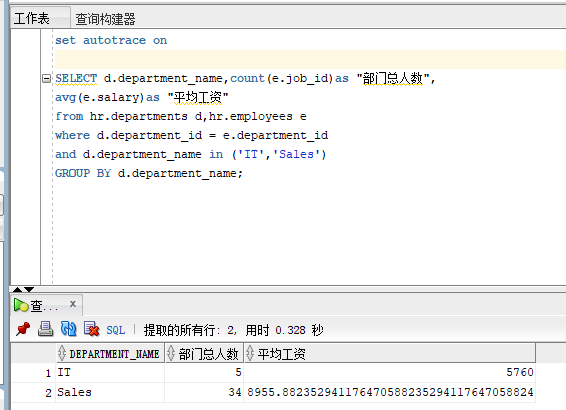 工作表 查询构建器
set autotrace on
SELECT d.department_name,count(e.job_id)as "部门总人数",
avg(e.salary)as "平均工资"
from hr.departments d,hr.employees e
where d.department_id = e.department_id
and d.department_name in ('IT','Sales')
GROUP BY d.department_name;
查... x
SQL | 提取的所有行: 2, 用时 0.328 秒
DEPARTMENT_NAME 部门总人数 平均工资
1 IT 5 5760
2 Sales 34 8955.88235294117647058823529411764705882